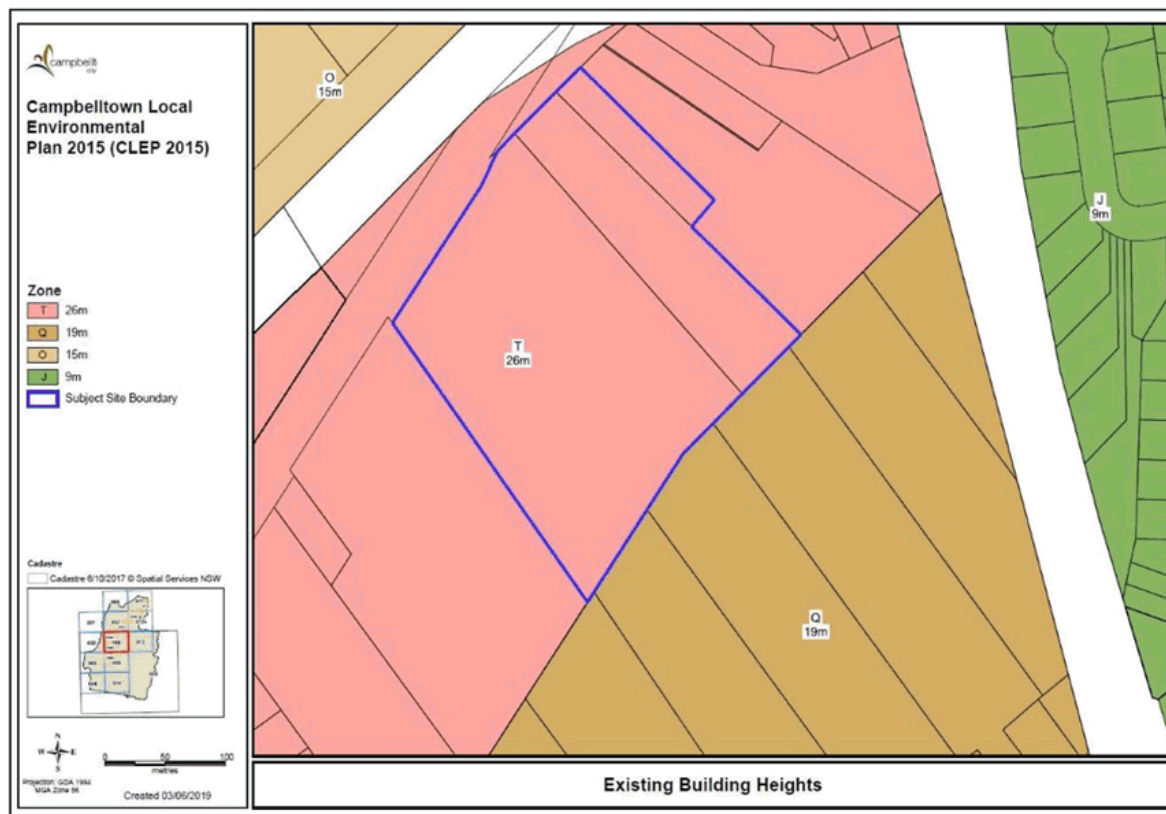 campbelltown
city
Campbelltown Local
Environmental
Plan 2015 (CLEP 2015)
Zone
T 26m
Q 19m
O 15m
J 9m
Subject Site Boundary
Cadastre
Cadastre 6/10/2017 © Spatial Services NSW
N
W E
S
0 50 100
metres
Projection: GDA 1994
MGA Zone 56
Created 03/06/2019
O
15m
T
26m
J
9m
Q
19m
Existing Building Heights